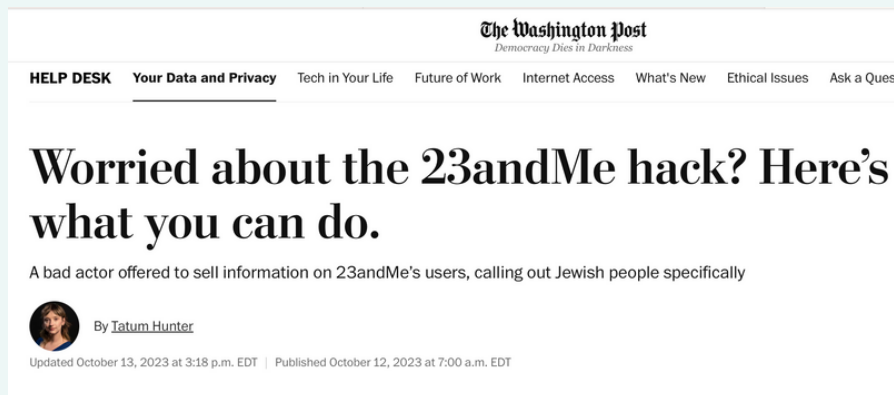 The Washington Post
Democracy Dies in Darkness
HELP DESK Your Data and Privacy Tech in Your Life Future of Work Internet Access What's New Ethical Issues Ask a
Worried about the 23andMe hack? Here’s
what you can do.
A bad actor offered to sell information on 23andMe’s users, calling out Jewish people specifically
By Tatum Hunter
Updated October 13, 2023 at 3:18 p.m. EDT | Published October 12, 2023 at 7:00 a.m. EDT